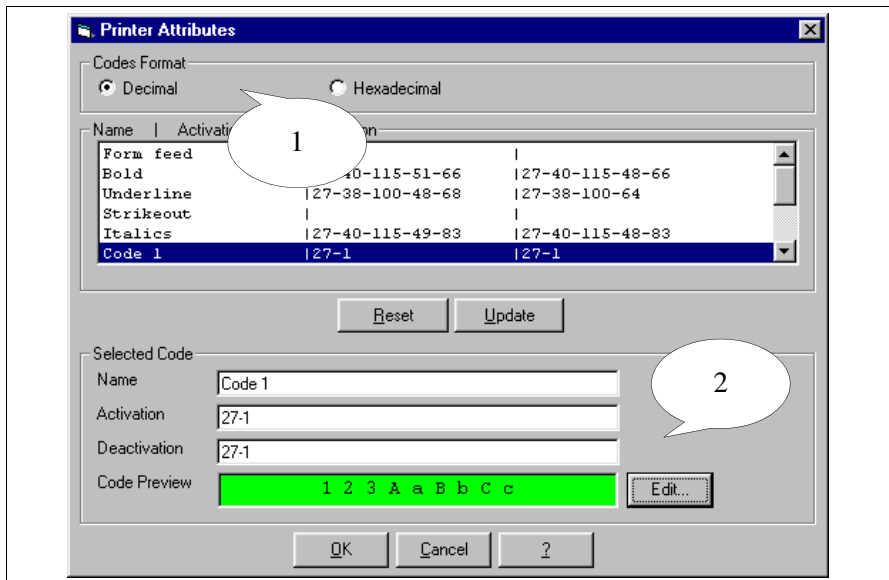 Printer Attributes
Codes Format
Decimal Hexadecimal
1
Name | Activati on
Form feed | |
Bold |27-40-115-51-66 |27-40-115-48-66
Underline |27-38-100-48-68 |27-38-100-64
Strikeout | |
Italics |27-40-115-49-83 |27-40-115-48-83
Code 1 |27-1 |27-1
Reset Update
Selected Code
2
Name Code 1
Activation 27-1
Deactivation 27-1
Code Preview 1 2 3 A a B b C c Edit...
OK Cancel ?